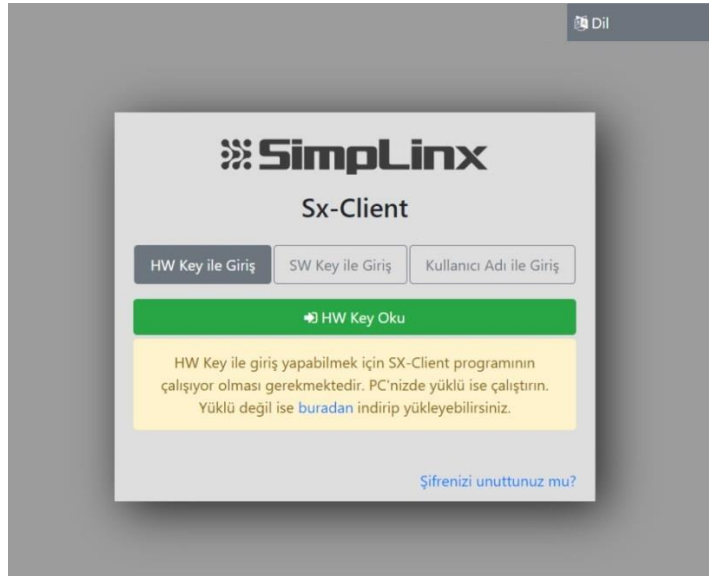 Dil
SimpLinx
Sx-Client
HW Key ile Giriş
SW Key ile Giriş
Kullanıcı Adı ile Giriş
HW Key Oku
HW Key ile giriş yapabilmek için SX-Client programının
çalışıyor olması gerekmektedir. PC'nizde yüklü ise çalıştırın.
Yüklü değil ise buradan indirip yükleyebilirsiniz.
Şifrenizi unuttunuz mu?